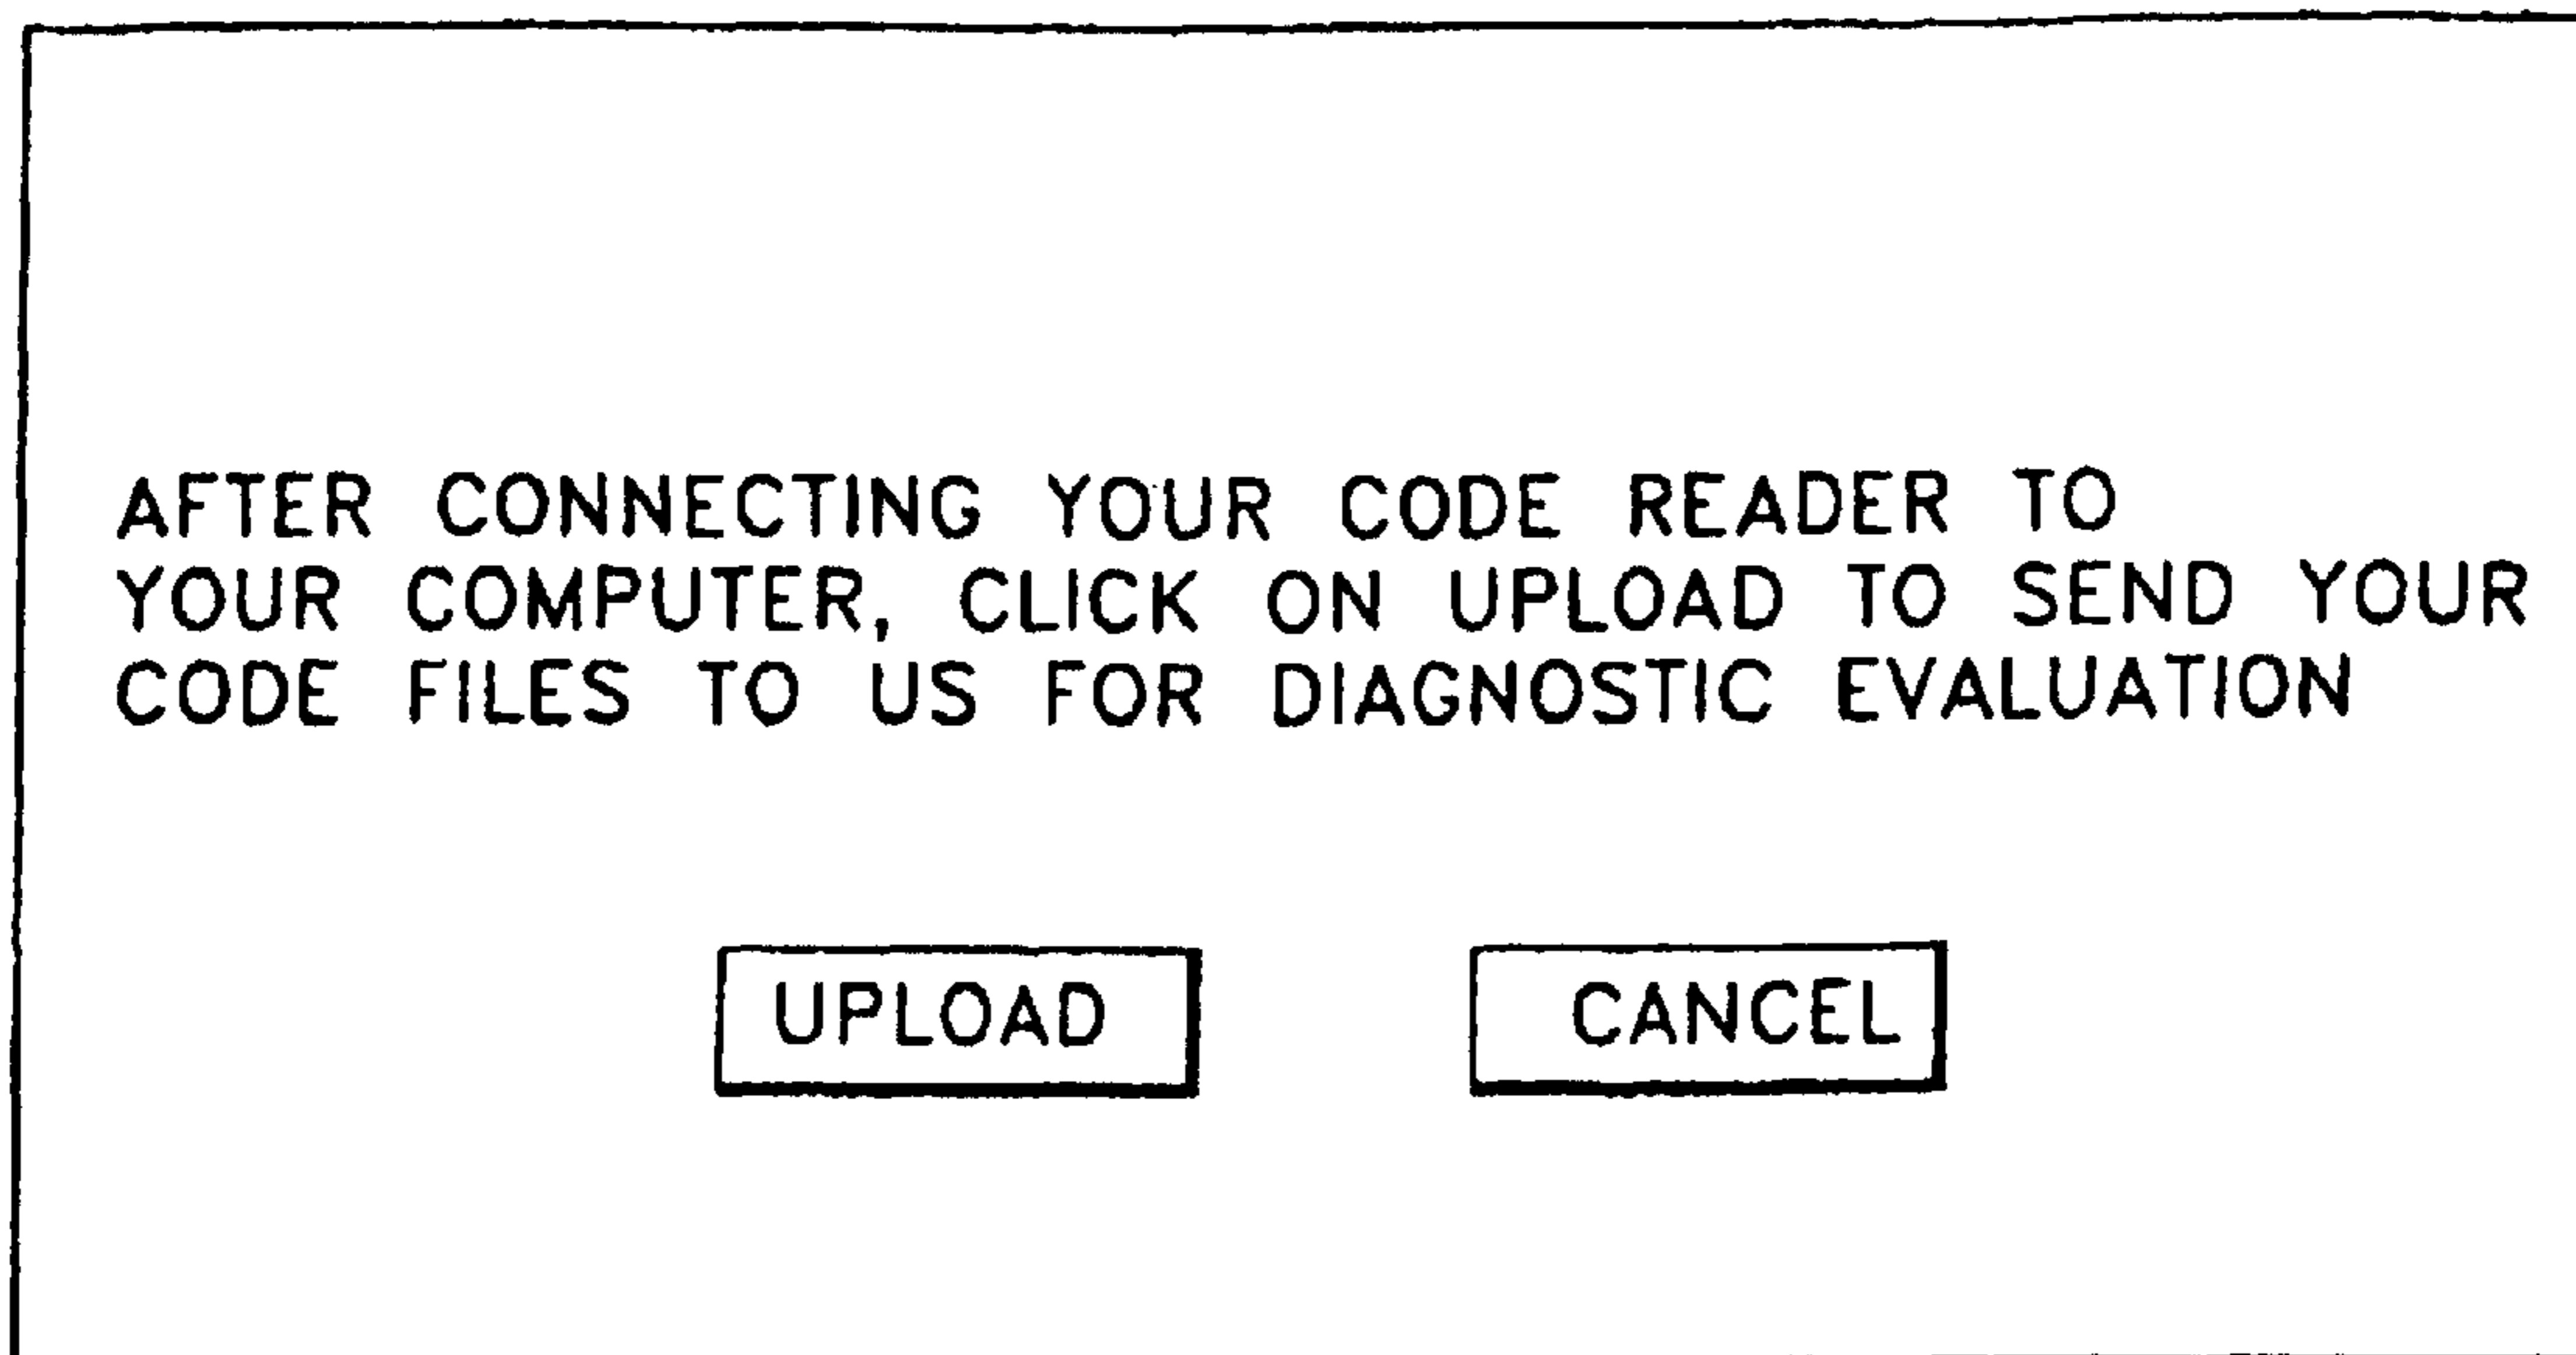 AFTER CONNECTING YOUR CODE READER TO
YOUR COMPUTER, CLICK ON UPLOAD TO SEND YOUR
CODE FILES TO US FOR DIAGNOSTIC EVALUATION
UPLOAD CANCEL